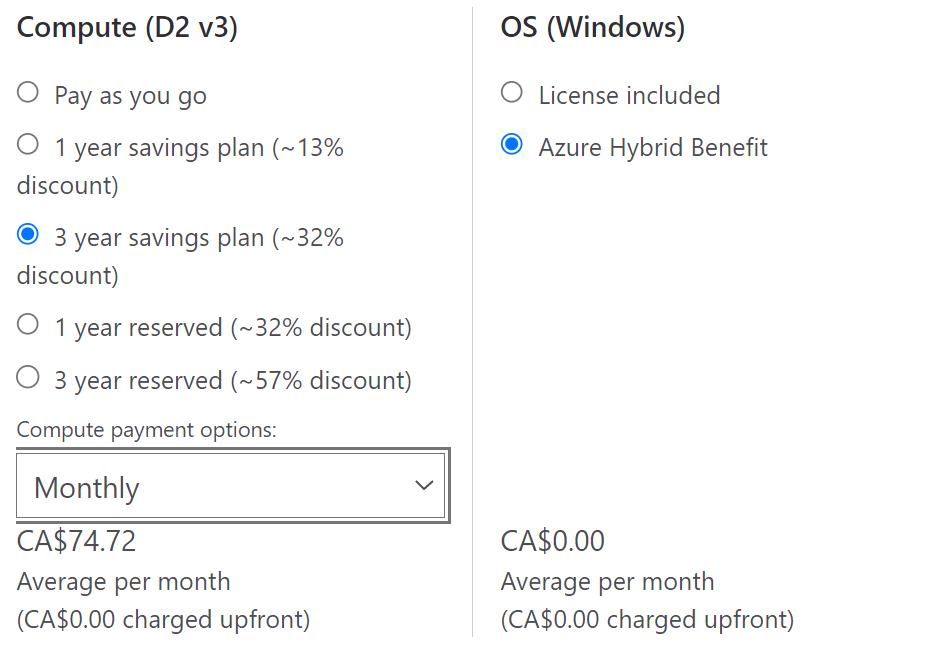 Compute (D2 v3)
Pay as you go
1 year savings plan (~13%
discount)
3 year savings plan (~32%
discount)
1 year reserved (~32% discount)
3 year reserved (~57% discount)
Compute payment options:
Monthly
CA$74.72
Average per month
(CA$0.00 charged upfront)
OS (Windows)
License included
Azure Hybrid Benefit
CA$0.00
Average per month
(CA$0.00 charged upfront)